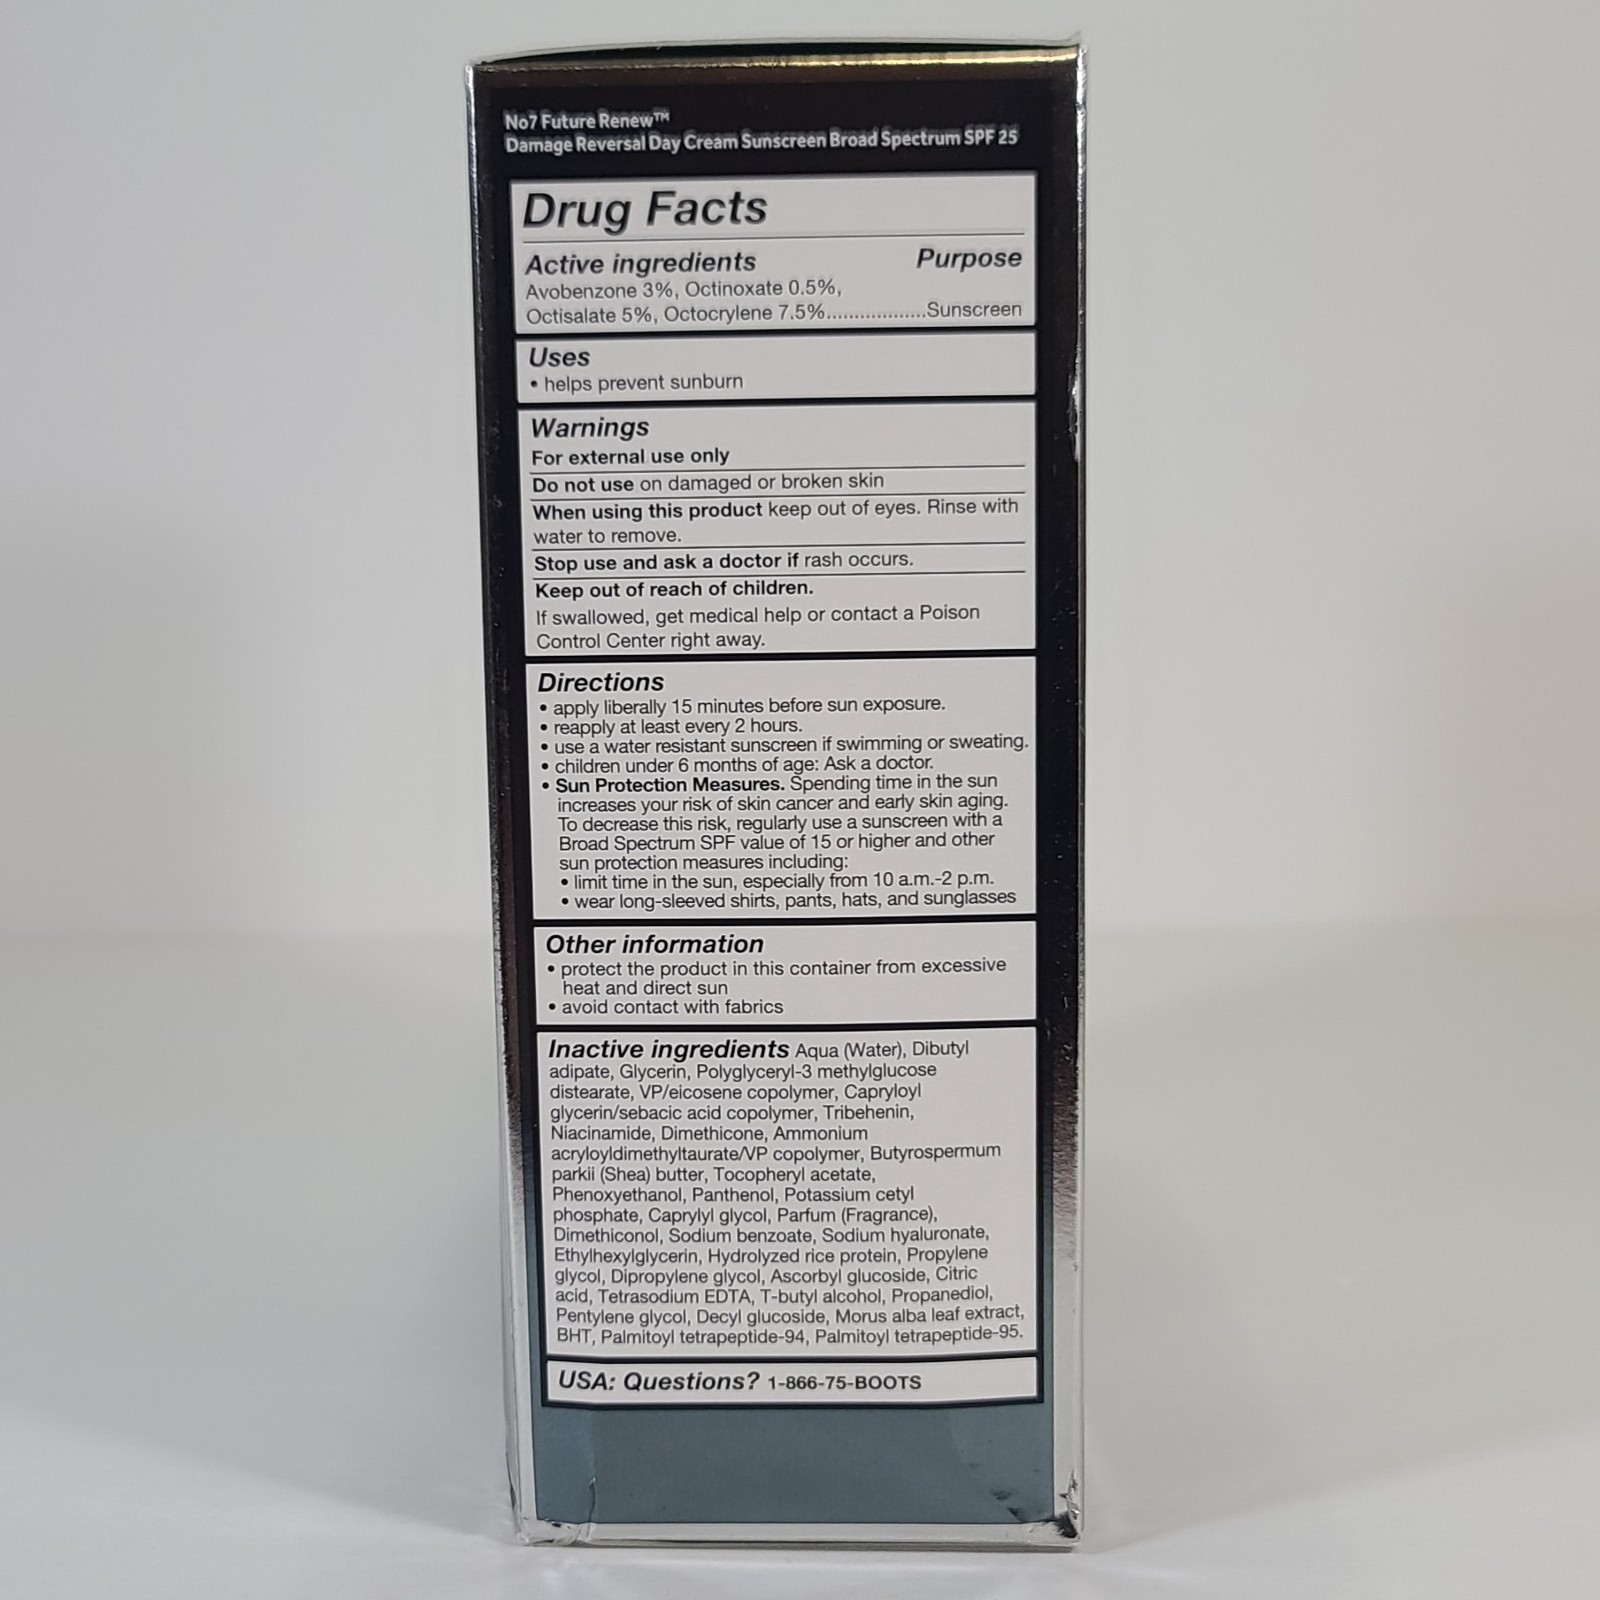 No7 Future Renew™
Damage Reversal Day Cream Sunscreen Broad Spectrum SPF 25
Drug Facts
Active ingredients Purpose
Avobenzone 3%, Octinoxate 0.5%,
Octisalate 5%, Octocrylene 7.5%..................Sunscreen
Uses
• helps prevent sunburn
Warnings
For external use only
Do not use on damaged or broken skin
When using this product keep out of eyes. Rinse with
water to remove.
Stop use and ask a doctor if rash occurs.
Keep out of reach of children.
If swallowed, get medical help or contact a Poison
Control Center right away.
Directions
• apply liberally 15 minutes before sun exposure.
• reapply at least every 2 hours.
• use a water resistant sunscreen if swimming or sweating.
• children under 6 months of age: Ask a doctor.
• Sun Protection Measures. Spending time in the sun
increases your risk of skin cancer and early skin aging.
To decrease this risk, regularly use a sunscreen with a
Broad Spectrum SPF value of 15 or higher and other
sun protection measures including:
• limit time in the sun, especially from 10 a.m.-2 p.m.
• wear long-sleeved shirts, pants, hats, and sunglasses
Other information
• protect the product in this container from excessive
heat and direct sun
• avoid contact with fabrics
Inactive ingredients Aqua (Water), Dibutyl
adipate, Glycerin, Polyglyceryl-3 methylglucose
distearate, VP/eicosene copolymer, Capryloyl
glycerin/sebacic acid copolymer, Tribehenin,
Niacinamide, Dimethicone, Ammonium
acryloyldimethyltaurate/VP copolymer, Butyrospermum
parkii (Shea) butter, Tocopheryl acetate,
Phenoxyethanol, Panthenol, Potassium cetyl
phosphate, Caprylyl glycol, Parfum (Fragrance),
Dimethiconol, Sodium benzoate, Sodium hyaluronate,
Ethylhexylglycerin, Hydrolyzed rice protein, Propylene
glycol, Dipropylene glycol, Ascorbyl glucoside, Citric
acid, Tetrasodium EDTA, T-butyl alcohol, Propanediol,
Pentylene glycol, Decyl glucoside, Morus alba leaf extract,
BHT, Palmitoyl tetrapeptide-94, Palmitoyl tetrapeptide-95.
USA: Questions? 1-866-75-BOOTS